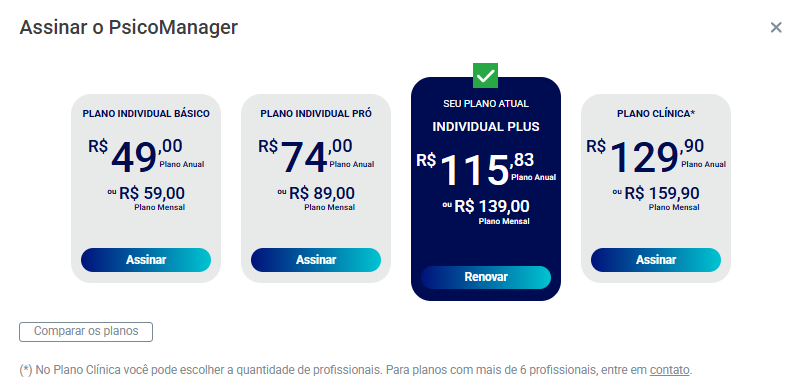 Assinar o PsicoManager
×
PLANO INDIVIDUAL BÁSICO
R$ 49,00
Plano Anual
ou R$ 59,00
Plano Mensal
Assinar
PLANO INDIVIDUAL PRÓ
R$ 74,00
Plano Anual
ou R$ 89,00
Plano Mensal
Assinar
SEU PLANO ATUAL
INDIVIDUAL PLUS
R$ 115,83
Plano Anual
ou R$ 139,00
Plano Mensal
Renovar
PLANO CLÍNICA*
R$ 129,90
Plano Anual
ou R$ 159,90
Plano Mensal
Assinar
Comparar os planos
(*) No Plano Clínica você pode escolher a quantidade de profissionais. Para planos com mais de 6 profissionais, entre em contato.